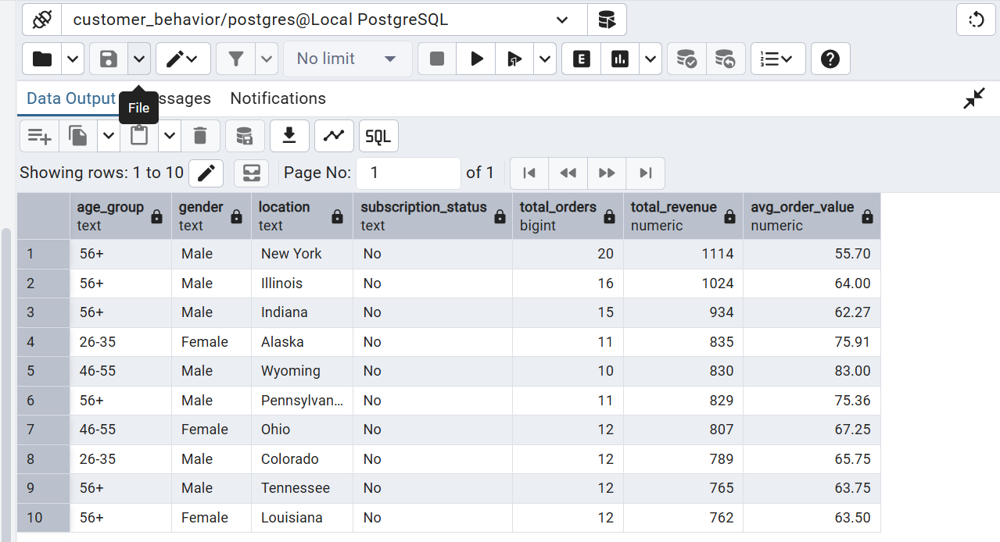 customer_behavior/postgres@Local PostgreSQL
No limit
E
Data Output ssages Notifications
File
SQL
Showing rows: 1 to 10 Page No: 1 of 1
age_group gender location subscription_status total_orders total_revenue avg_order_value
text text text text bigint numeric numeric
1 56+ Male New York No 20 1114 55.70
2 56+ Male Illinois No 16 1024 64.00
3 56+ Male Indiana No 15 934 62.27
4 26-35 Female Alaska No 11 835 75.91
5 46-55 Male Wyoming No 10 830 83.00
6 56+ Male Pennsylvan... No 11 829 75.36
7 46-55 Female Ohio No 12 807 67.25
8 26-35 Male Colorado No 12 789 65.75
9 56+ Male Tennessee No 12 765 63.75
10 56+ Female Louisiana No 12 762 63.50